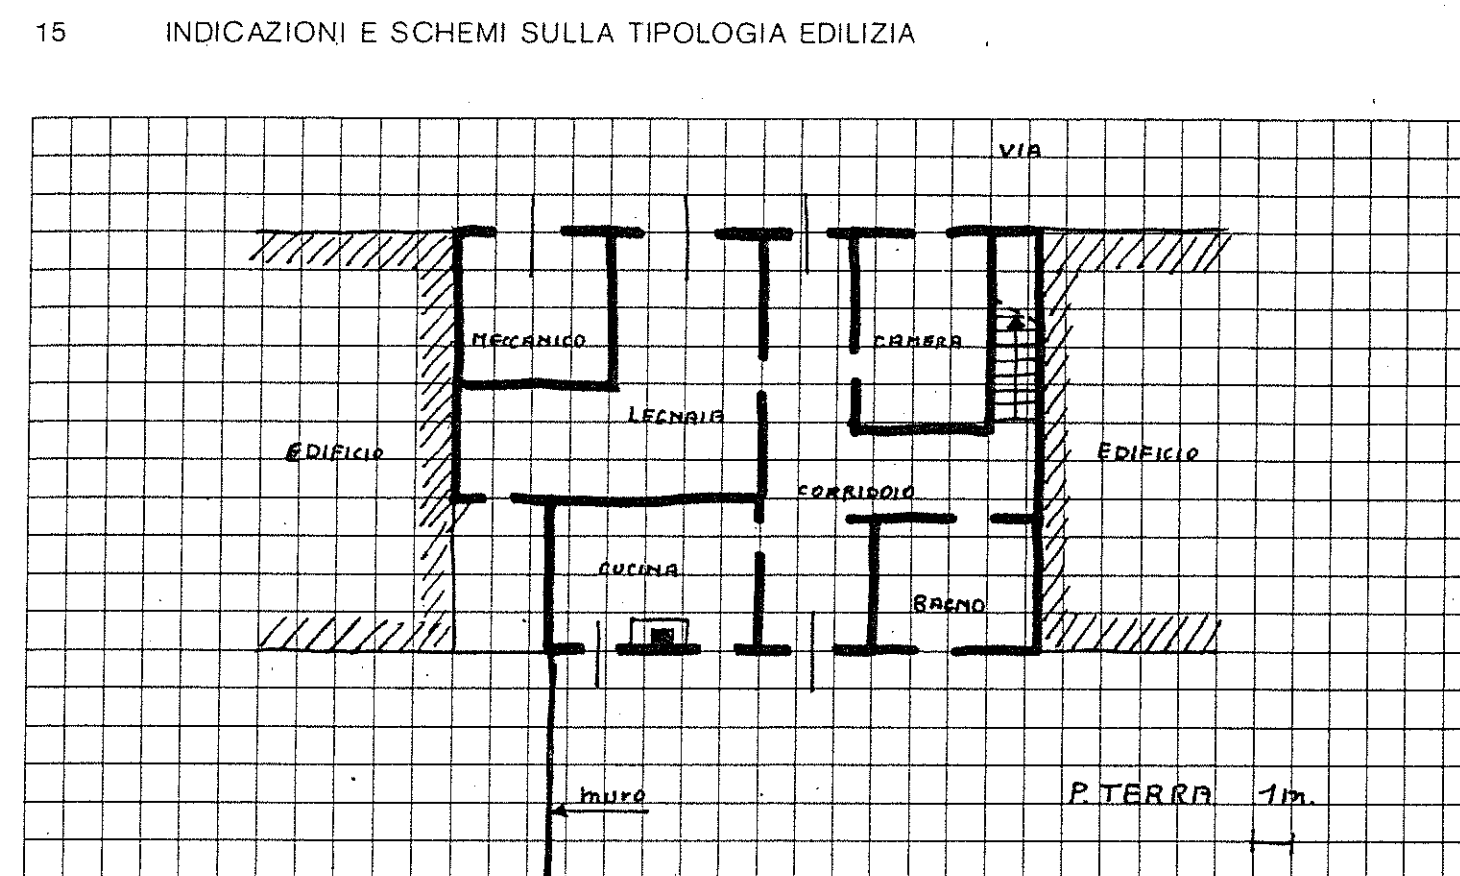 15 INDICAZIONI E SCHEMI SULLA TIPOLOGIA EDILIZIA
VIA
MECCANICO
CAMERA
LEGNAIA
EDIFICIO
EDIFICIO
CORRIDOIO
CUCINA
BAGNO
muro
P. TERRA 1m.